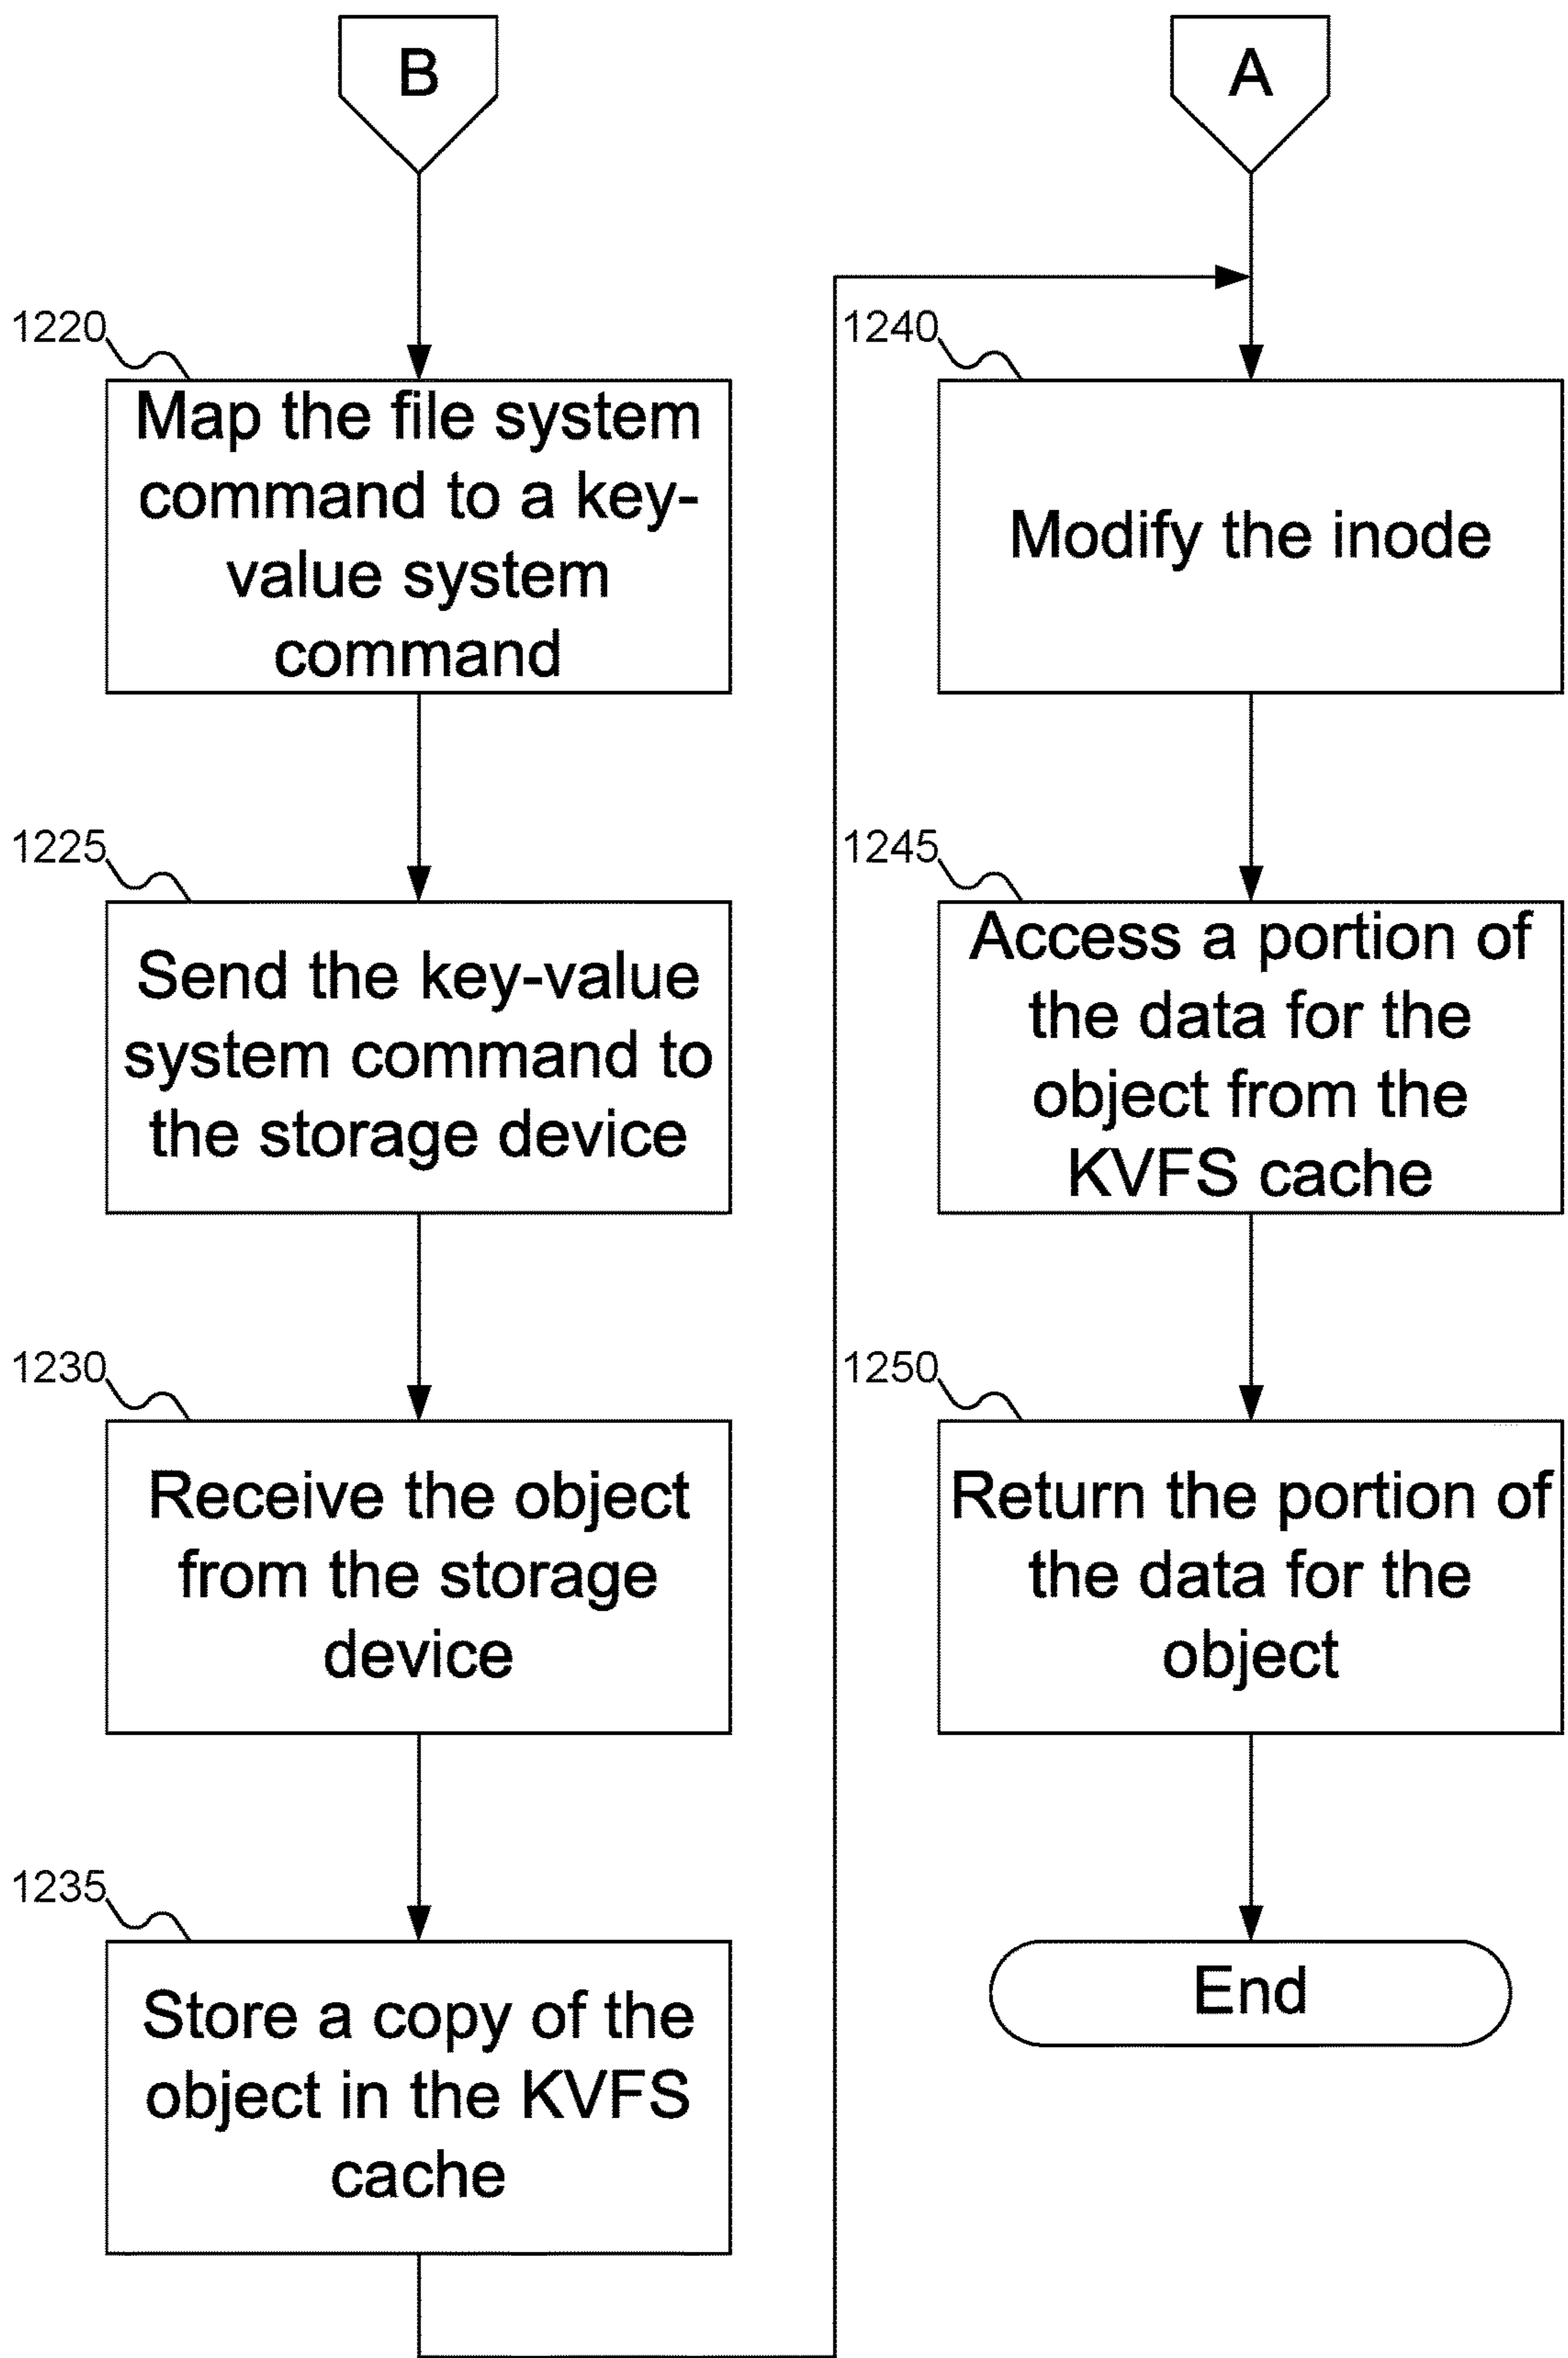 B
1220
Map the file system
command to a key-
value system
command
1225
Send the key-value
system command to
the storage device
1230
Receive the object
from the storage
device
1235
Store a copy of the
object in the KVFS
cache
A
1240
Modify the inode
1245
Access a portion of
the data for the
object from the
KVFS cache
1250
Return the portion of
the data for the
object
End